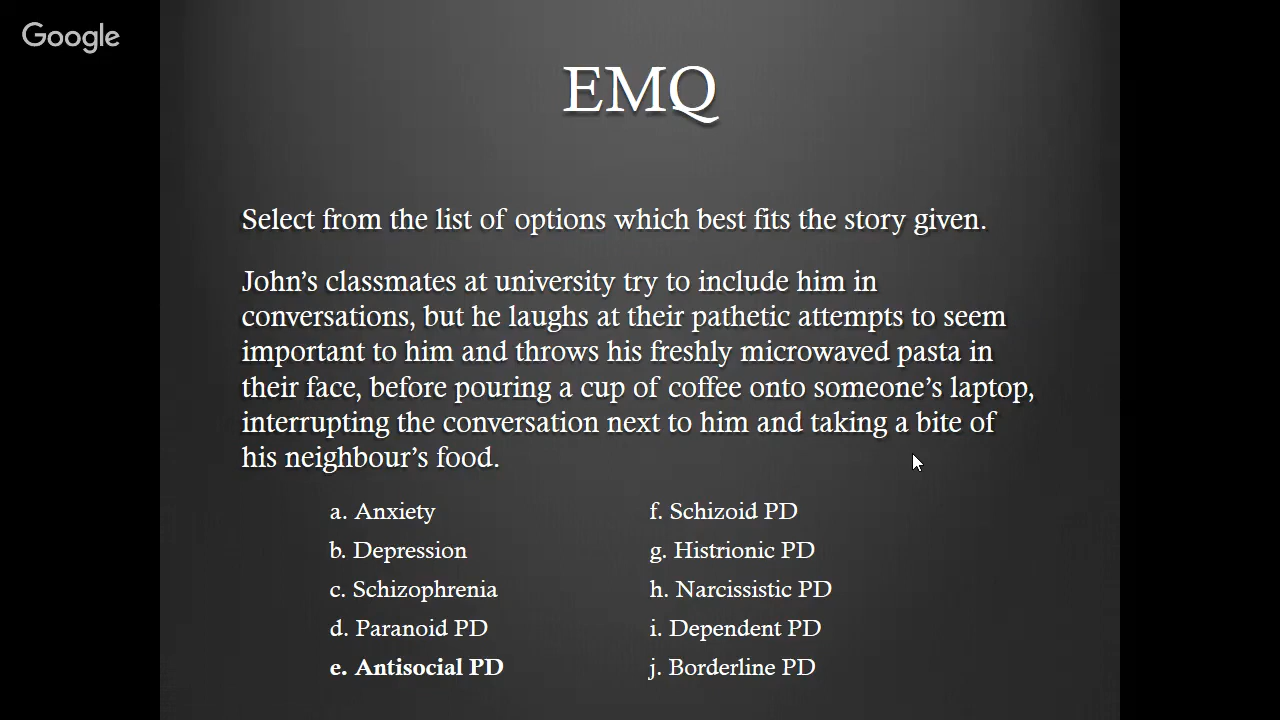 Google
EMQ
Select from the list of options which best fits the story given.
John’s classmates at university try to include him in
conversations, but he laughs at their pathetic attempts to seem
important to him and throws his freshly microwaved pasta in
their face, before pouring a cup of coffee onto someone’s laptop,
interrupting the conversation next to him and taking a bite of
his neighbour’s food.
a. Anxiety
b. Depression
c. Schizophrenia
d. Paranoid PD
e. Antisocial PD
f. Schizoid PD
g. Histrionic PD
h. Narcissistic PD
i. Dependent PD
j. Borderline PD